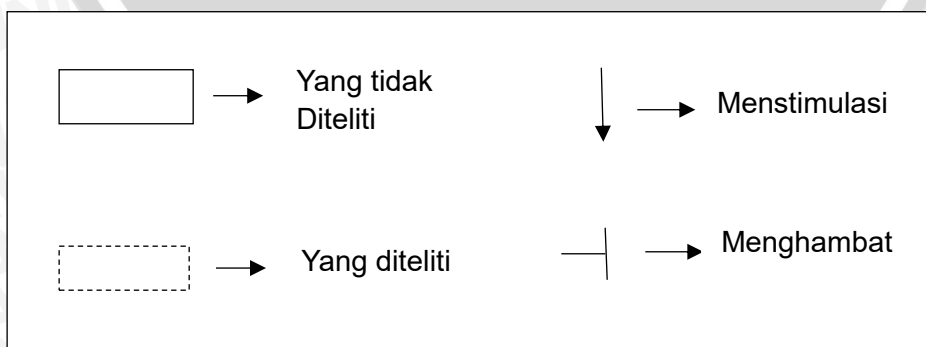 Yang tidak
Diteliti
Menstimulasi
Yang diteliti
Menghambat